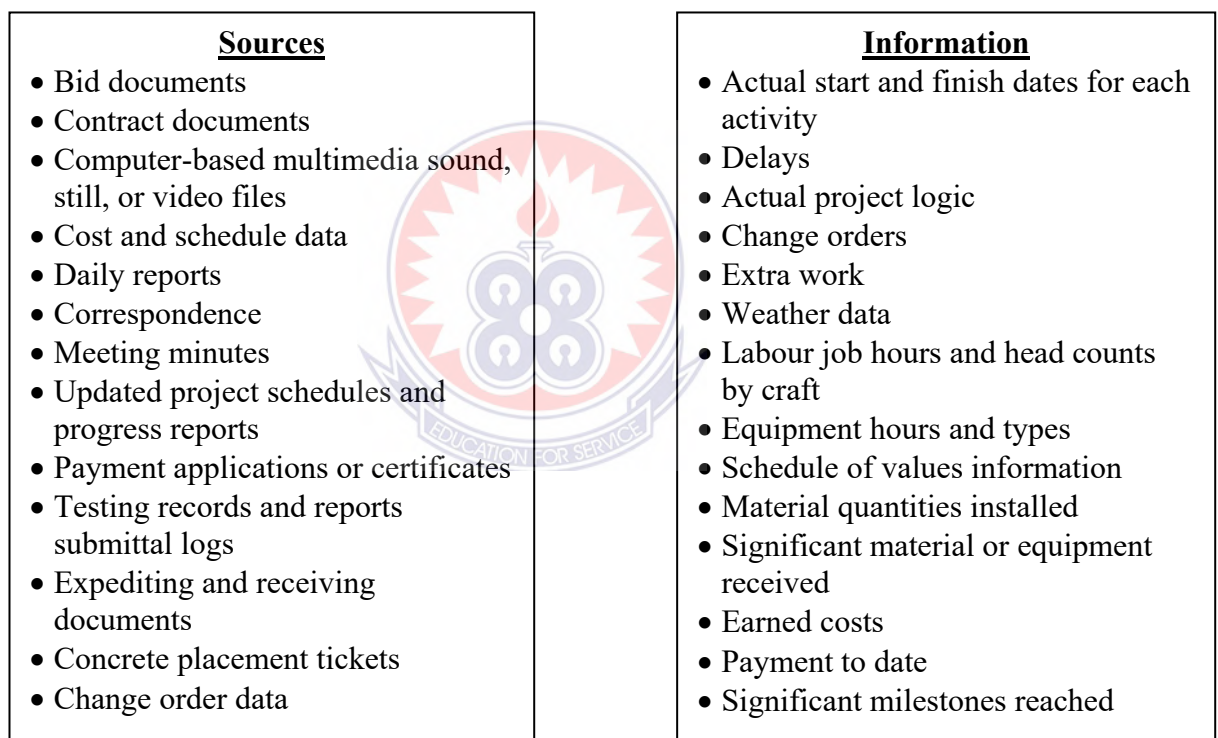 Sources
• Bid documents
• Contract documents
• Computer-based multimedia sound,
still, or video files
• Cost and schedule data
• Daily reports
• Correspondence
• Meeting minutes
• Updated project schedules and
progress reports
• Payment applications or certificates
• Testing records and reports
submittal logs
• Expediting and receiving
documents
• Concrete placement tickets
• Change order data
Information
• Actual start and finish dates for each
activity
• Delays
• Actual project logic
• Change orders
• Extra work
• Weather data
• Labour job hours and head counts
by craft
• Equipment hours and types
• Schedule of values information
• Material quantities installed
• Significant material or equipment
received
• Earned costs
• Payment to date
• Significant milestones reached
EDUCATION FOR SERVICE